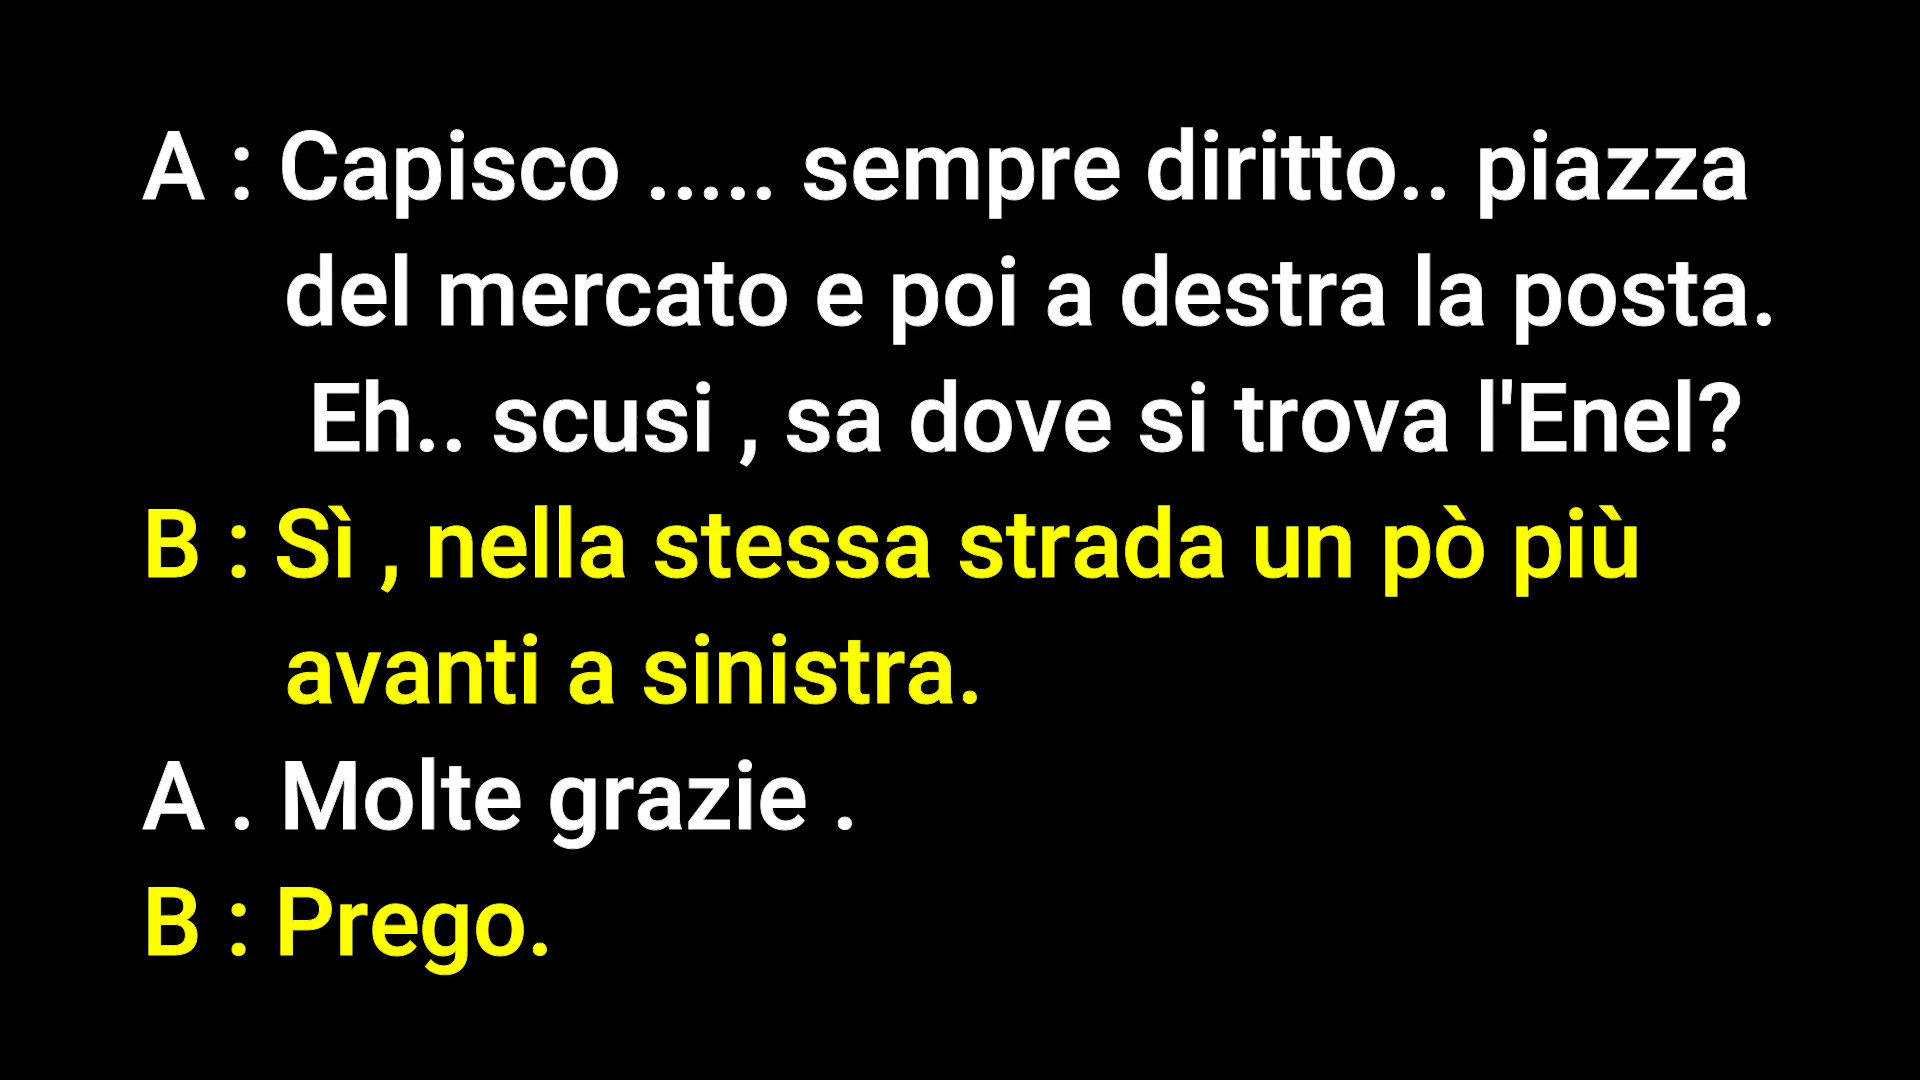 A : Capisco ..... sempre diritto.. piazza
del mercato e poi a destra la posta.
Eh.. scusi , sa dove si trova l'Enel?
B : Sì , nella stessa strada un pò più
avanti a sinistra.
A . Molte grazie .
B : Prego.